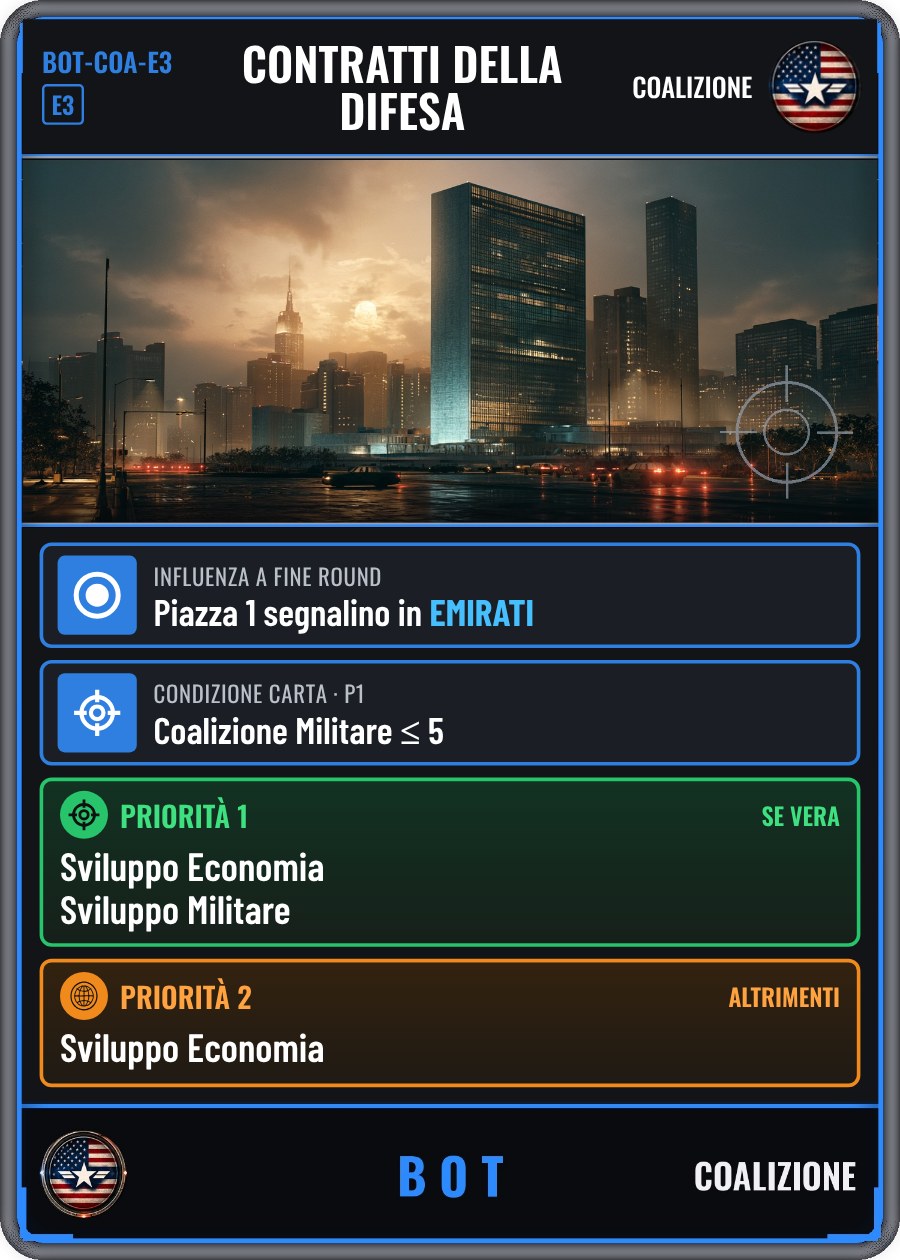 BOT-COA-E3
E3
CONTRATTI DELLA
DIFESA
COALIZIONE
INFLUENZA A FINE ROUND
Piazza 1 segnalino in EMIRATI
CONDIZIONE CARTA · P1
Coalizione Militare ≤ 5
PRIORITÀ 1
SE VERA
Sviluppo Economia
Sviluppo Militare
PRIORITÀ 2
ALTRIMENTI
Sviluppo Economia
BOT
COALIZIONE